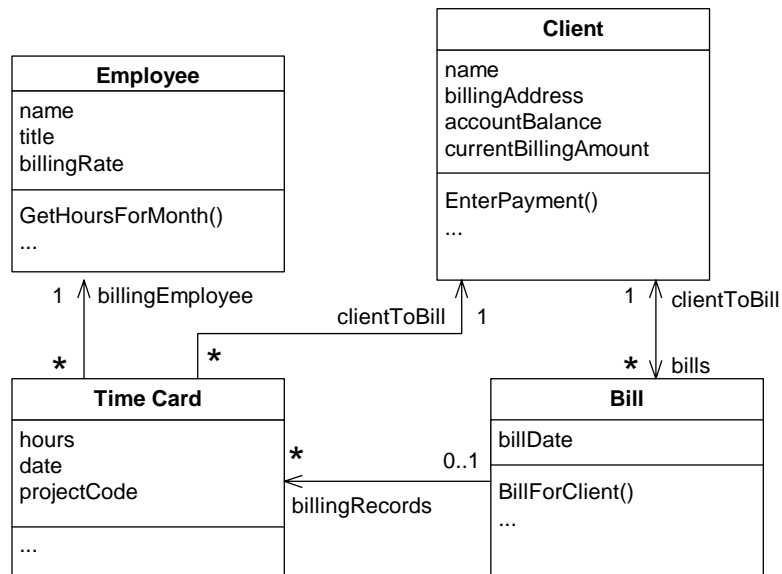 Client
name
billingAddress
accountBalance
currentBillingAmount
EnterPayment()
...
Employee
name
title
billingRate
GetHoursForMonth()
...
1 billingEmployee
clientToBill 1
1 clientToBill
*
*
* bills
Time Card
hours
date
projectCode
...
*
0..1
billingRecords
Bill
billDate
BillForClient()
...